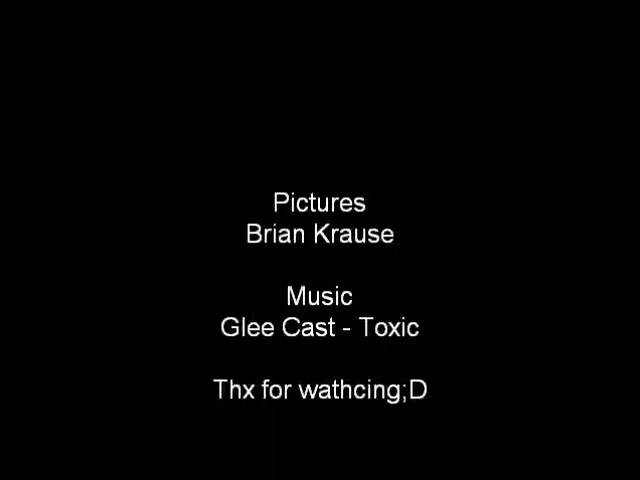 Pictures
Brian Krause
Music
Glee Cast - Toxic
Thx for wathcing;D